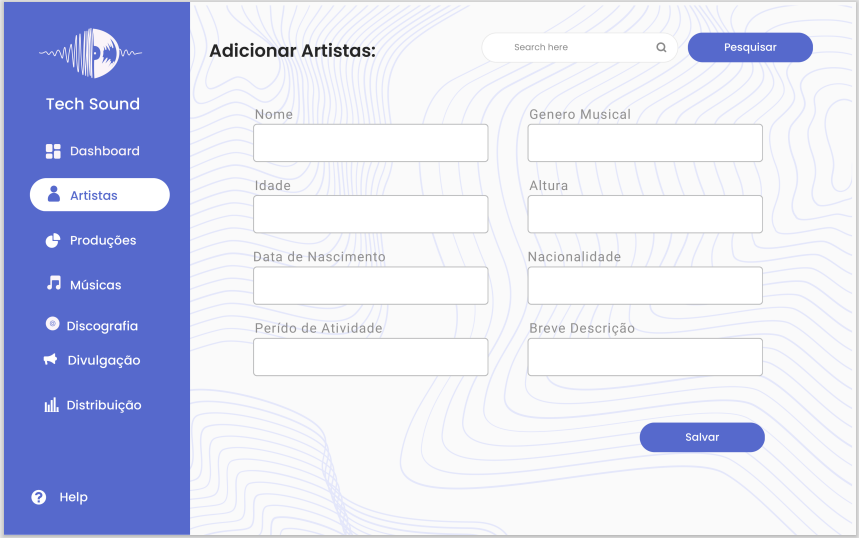 Tech Sound
Dashboard
Artistas
Produções
Músicas
Discografia
Divulgação
Distribuição
Help
Adicionar Artistas:
Search here
Pesquisar
Nome
Genero Musical
Idade
Altura
Data de Nascimento
Nacionalidade
Perído de Atividade
Breve Descrição
Salvar